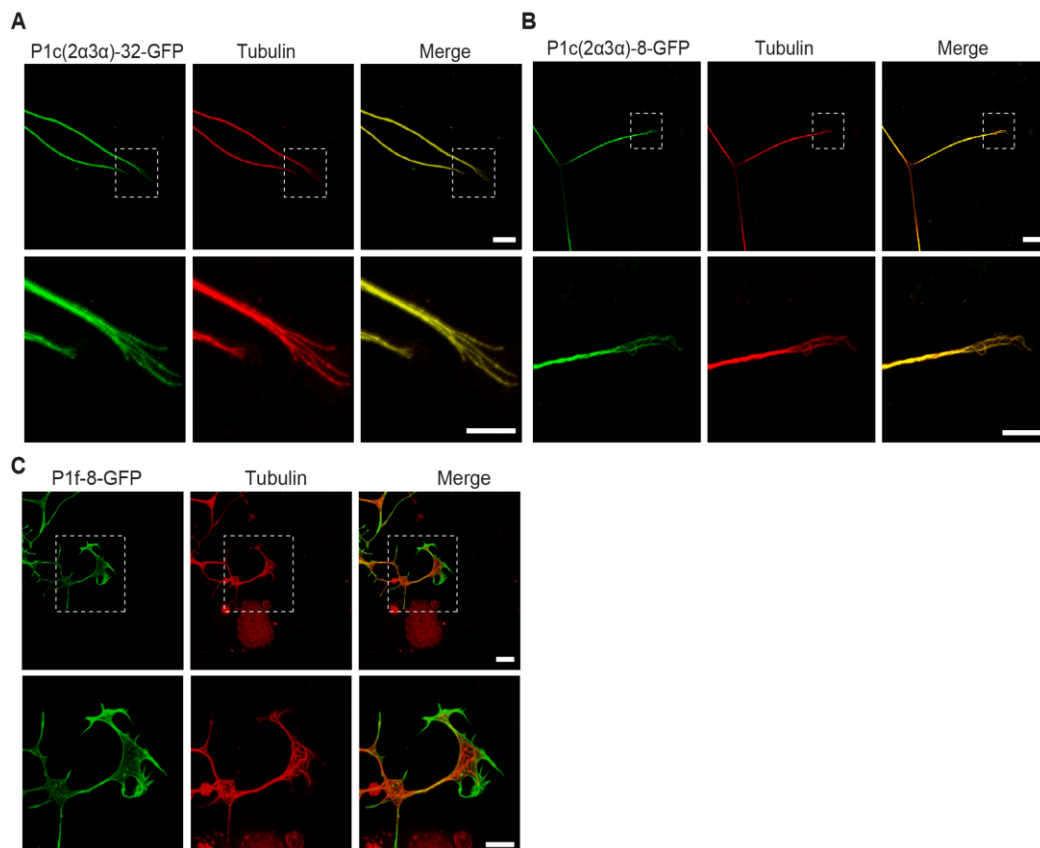 A
P1c(2α3α)-32-GFP Tubulin Merge
B
P1c(2α3α)-8-GFP Tubulin Merge
C
P1f-8-GFP Tubulin Merge